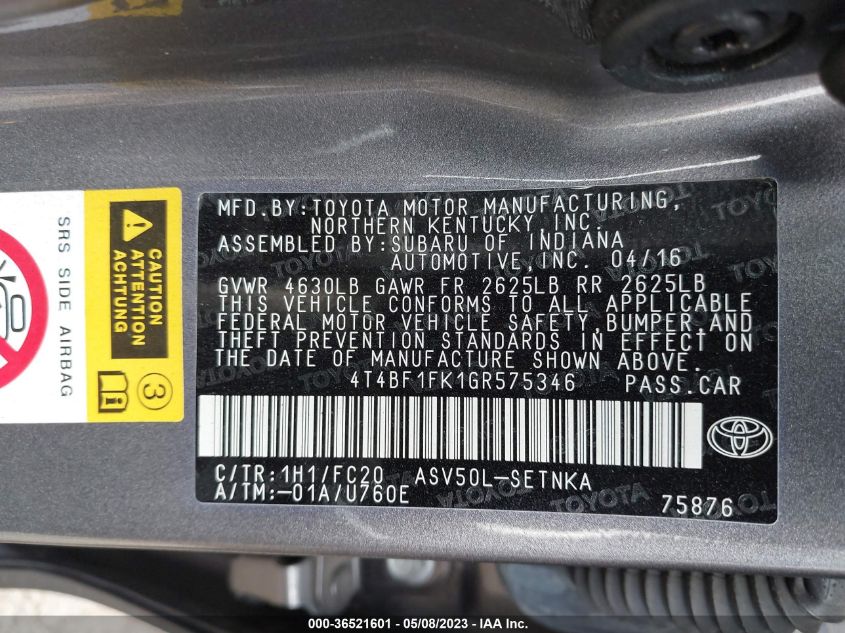 SRS SIDE AIRBAG
CAUTION
ATTENTION
ACHTUNG
3
MFD.BY:TOYOTA MOTOR MANUFACTURING,
NORTHERN KENTUCKY,INC.
ASSEMBLED BY:SUBARU OF INDIANA
AUTOMOTIVE,INC. 04/16
GVWR 4630LB GAWR FR 2625LB RR 2625LB
THIS VEHICLE CONFORMS TO ALL APPLICABLE
FEDERAL MOTOR VEHICLE SAFETY,BUMPER,AND
THEFT PREVENTION STANDARDS IN EFFECT ON
THE DATE OF MANUFACTURE SHOWN ABOVE.
4T4BF1FK1GR575346 PASS.CAR
C/TR:1H1/FC20 ASV50L-SETNKA
A/TM:-01A/U760E
75876
000-36521601 - 05/08/2023 - IAA Inc.